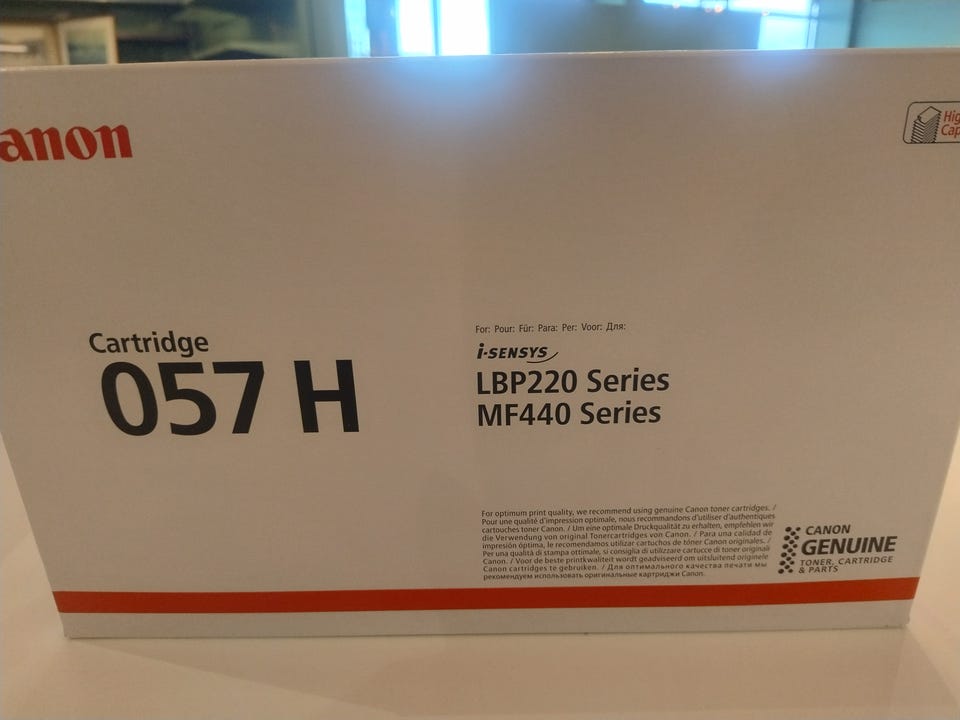 anon
Hig
Cap
Cartridge
057 H
For: Pour: Für: Para: Per: Voor: Для:
i-SENSYS
LBP220 Series
MF440 Series
For optimum print quality, we recommend using genuine Canon toner cartridges. /
Pour une qualité d'impression optimale, nous recommandons d'utiliser d'authentiques
cartouches toner Canon. / Um eine optimale Druckqualität zu erhalten, empfehlen wir
die Verwendung von original Tonercartridges von Canon. / Para una calidad de
impresión óptima, le recomendamos utilizar cartuchos de tóner Canon originales. /
Per una qualità di stampa ottimale, si consiglia di utilizzare cartucce di toner originali
Canon. / Voor de beste printkwaliteit wordt geadviseerd om uitsluitend originele
Canon cartridges te gebruiken. / Для оптимального качества печати мы
рекомендуем использовать оригинальные картриджи Canon.
CANON
GENUINE
TONER, CARTRIDGE
& PARTS